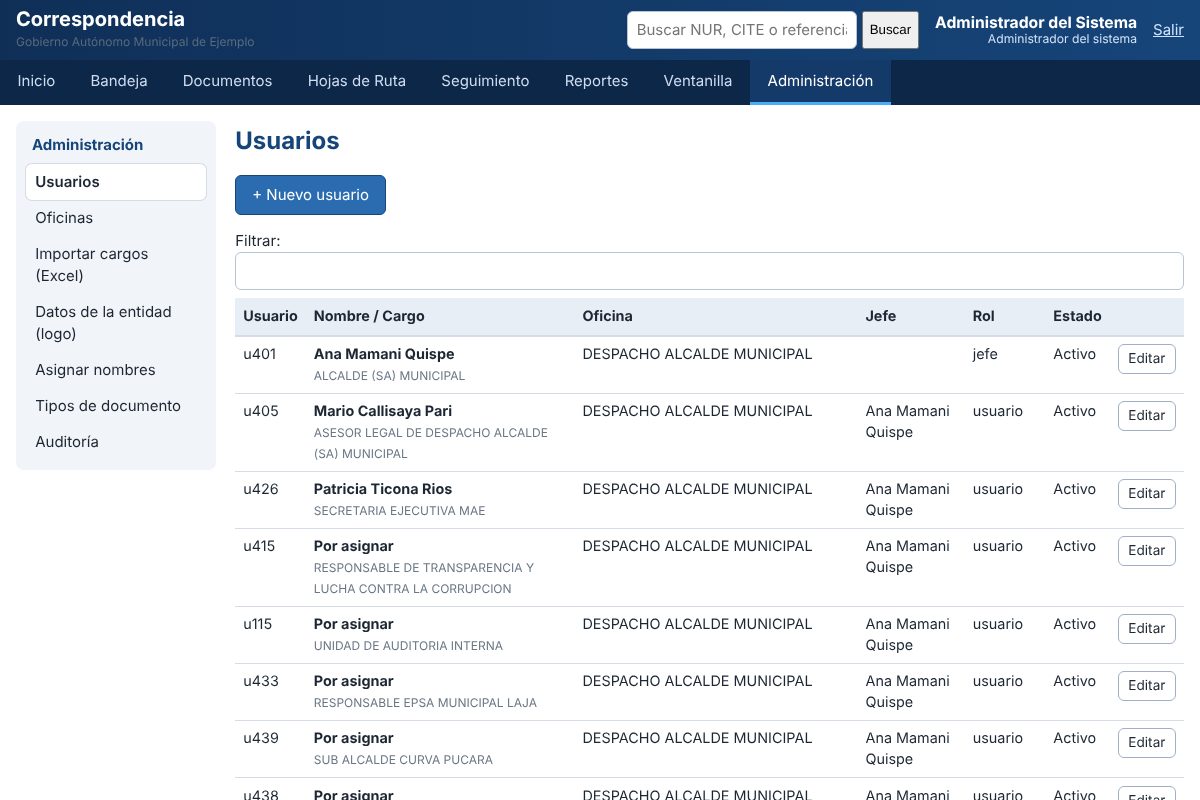 Correspondencia
Gobierno Autónomo Municipal de Ejemplo
Buscar NUR, CITE o referencia
Buscar
Administrador del Sistema
Administrador del sistema
Salir
Inicio
Bandeja
Documentos
Hojas de Ruta
Seguimiento
Reportes
Ventanilla
Administración
Administración
Usuarios
Oficinas
Importar cargos
(Excel)
Datos de la entidad
(logo)
Asignar nombres
Tipos de documento
Auditoría
Usuarios
+ Nuevo usuario
Filtrar:
Usuario Nombre / Cargo Oficina Jefe Rol Estado
u401 Ana Mamani Quispe DESPACHO ALCALDE MUNICIPAL jefe Activo Editar
ALCALDE (SA) MUNICIPAL
u405 Mario Callisaya Pari DESPACHO ALCALDE MUNICIPAL Ana Mamani usuario Activo Editar
ASESOR LEGAL DE DESPACHO ALCALDE Quispe
(SA) MUNICIPAL
u426 Patricia Ticona Rios DESPACHO ALCALDE MUNICIPAL Ana Mamani usuario Activo Editar
SECRETARIA EJECUTIVA MAE Quispe
u415 Por asignar DESPACHO ALCALDE MUNICIPAL Ana Mamani usuario Activo Editar
RESPONSABLE DE TRANSPARENCIA Y Quispe
LUCHA CONTRA LA CORRUPCION
u115 Por asignar DESPACHO ALCALDE MUNICIPAL Ana Mamani usuario Activo Editar
UNIDAD DE AUDITORIA INTERNA Quispe
u433 Por asignar DESPACHO ALCALDE MUNICIPAL Ana Mamani usuario Activo Editar
RESPONSABLE EPSA MUNICIPAL LAJA Quispe
u439 Por asignar DESPACHO ALCALDE MUNICIPAL Ana Mamani usuario Activo Editar
SUB ALCALDE CURVA PUCARA Quispe
u438 Por asignar DESPACHO ALCALDE MUNICIPAL Ana Mamani usuario Activo Editar